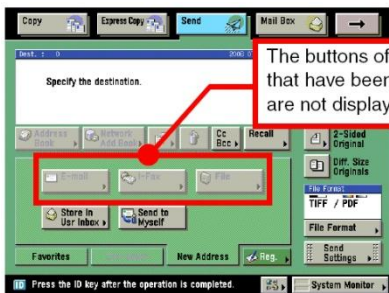 Copy
Express Copy
Send
Mail Box
Dest. : 0
The buttons of
that have been
are not display
Specify the destination.
Address Book
Network
Cc
Bcc
Recall
2-Sided
Original
Diff. Size
Originals
E-mail
I-Fax
File
File Format
TIFF / PDF
Store in
Usr Inbox
Send to
Myself
File Format
Favorites
New Address
Reg.
Send
Settings
ID Press the ID key after the operation is completed.
System Monitor